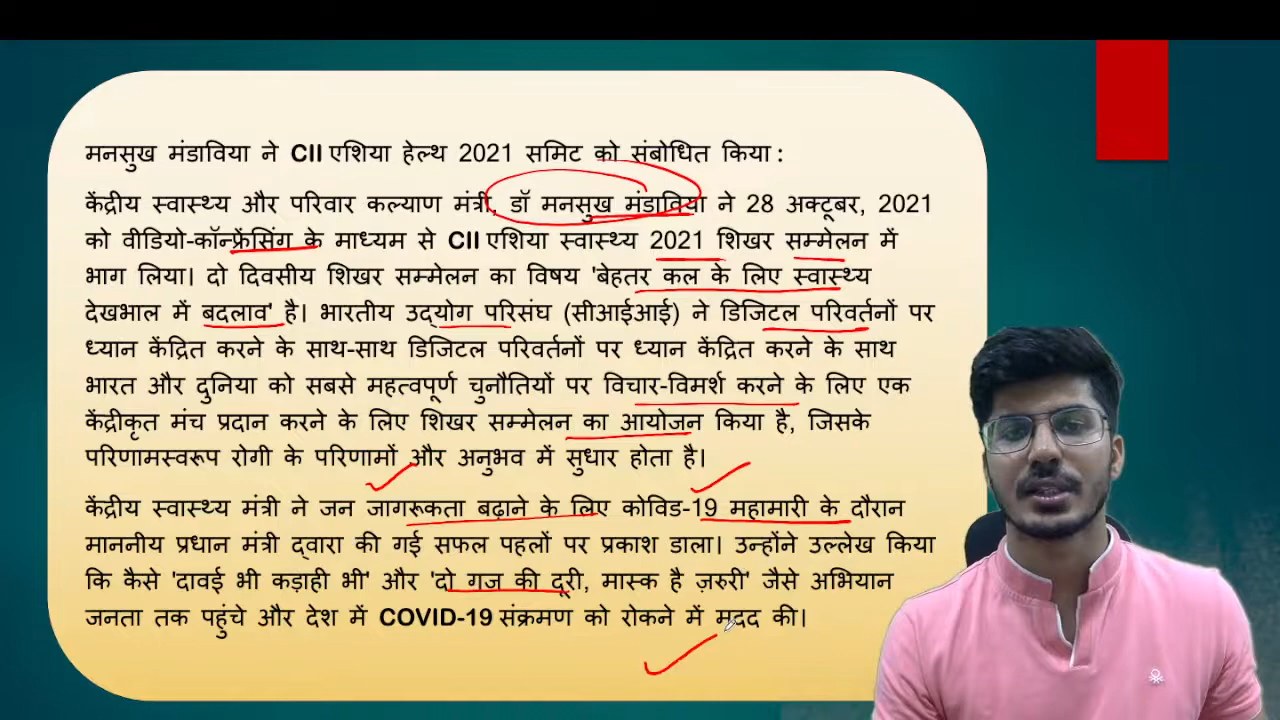 मनसुख मंडाविया ने CII एशिया हेल्थ 2021 समिट को संबोधित किया :
केंद्रीय स्वास्थ्य और परिवार कल्याण मंत्री, डॉ मनसुख मंडाविया ने 28 अक्टूबर, 2021
को वीडियो-कॉन्फ्रेंसिंग के माध्यम से CII एशिया स्वास्थ्य 2021 शिखर सम्मेलन में
भाग लिया। दो दिवसीय शिखर सम्मेलन का विषय 'बेहतर कल के लिए स्वास्थ्य
देखभाल में बदलाव' है। भारतीय उद्योग परिसंघ (सीआईआई) ने डिजिटल परिवर्तनों पर
ध्यान केंद्रित करने के साथ-साथ डिजिटल परिवर्तनों पर ध्यान केंद्रित करने के साथ
भारत और दुनिया को सबसे महत्वपूर्ण चुनौतियों पर विचार-विमर्श करने के लिए एक
केंद्रीकृत मंच प्रदान करने के लिए शिखर सम्मेलन का आयोजन किया है, जिसके
परिणामस्वरूप रोगी के परिणामों और अनुभव में सुधार होता है।
केंद्रीय स्वास्थ्य मंत्री ने जन जागरूकता बढ़ाने के लिए कोविड-19 महामारी के दौरान
माननीय प्रधान मंत्री द्वारा की गई सफल पहलों पर प्रकाश डाला। उन्होंने उल्लेख किया
कि कैसे 'दावई भी कड़ाही भी' और 'दो गज की दूरी, मास्क है ज़रुरी' जैसे अभियान
जनता तक पहुंचे और देश में COVID-19 संक्रमण को रोकने में मदद की।